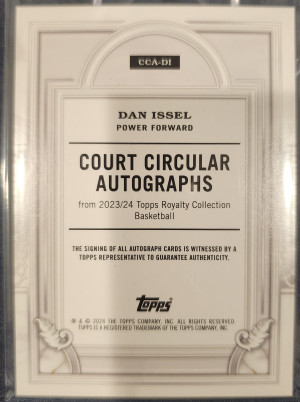 CCA-DI
DAN ISSEL
POWER FORWARD
COURT CIRCULAR
AUTOGRAPHS
from 2023/24 Topps Royalty Collection
Basketball
THE SIGNING OF ALL AUTOGRAPH CARDS IS WITNESSED BY A
TOPPS REPRESENTATIVE TO GUARANTEE AUTHENTICITY.
Topps
® & © 2024 THE TOPPS COMPANY, INC. ALL RIGHTS RESERVED.
TOPPS IS A REGISTERED TRADEMARK OF THE TOPPS COMPANY, INC.